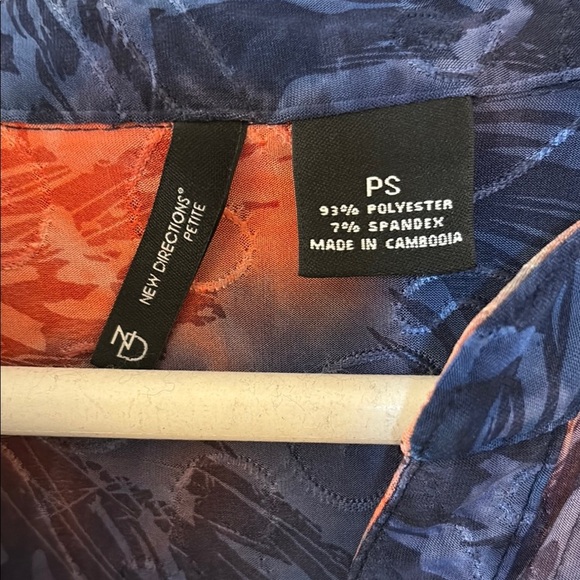 NEW DIRECTIONS®
PETITE
ND
PS
93% POLYESTER
7% SPANDEX
MADE IN CAMBODIA